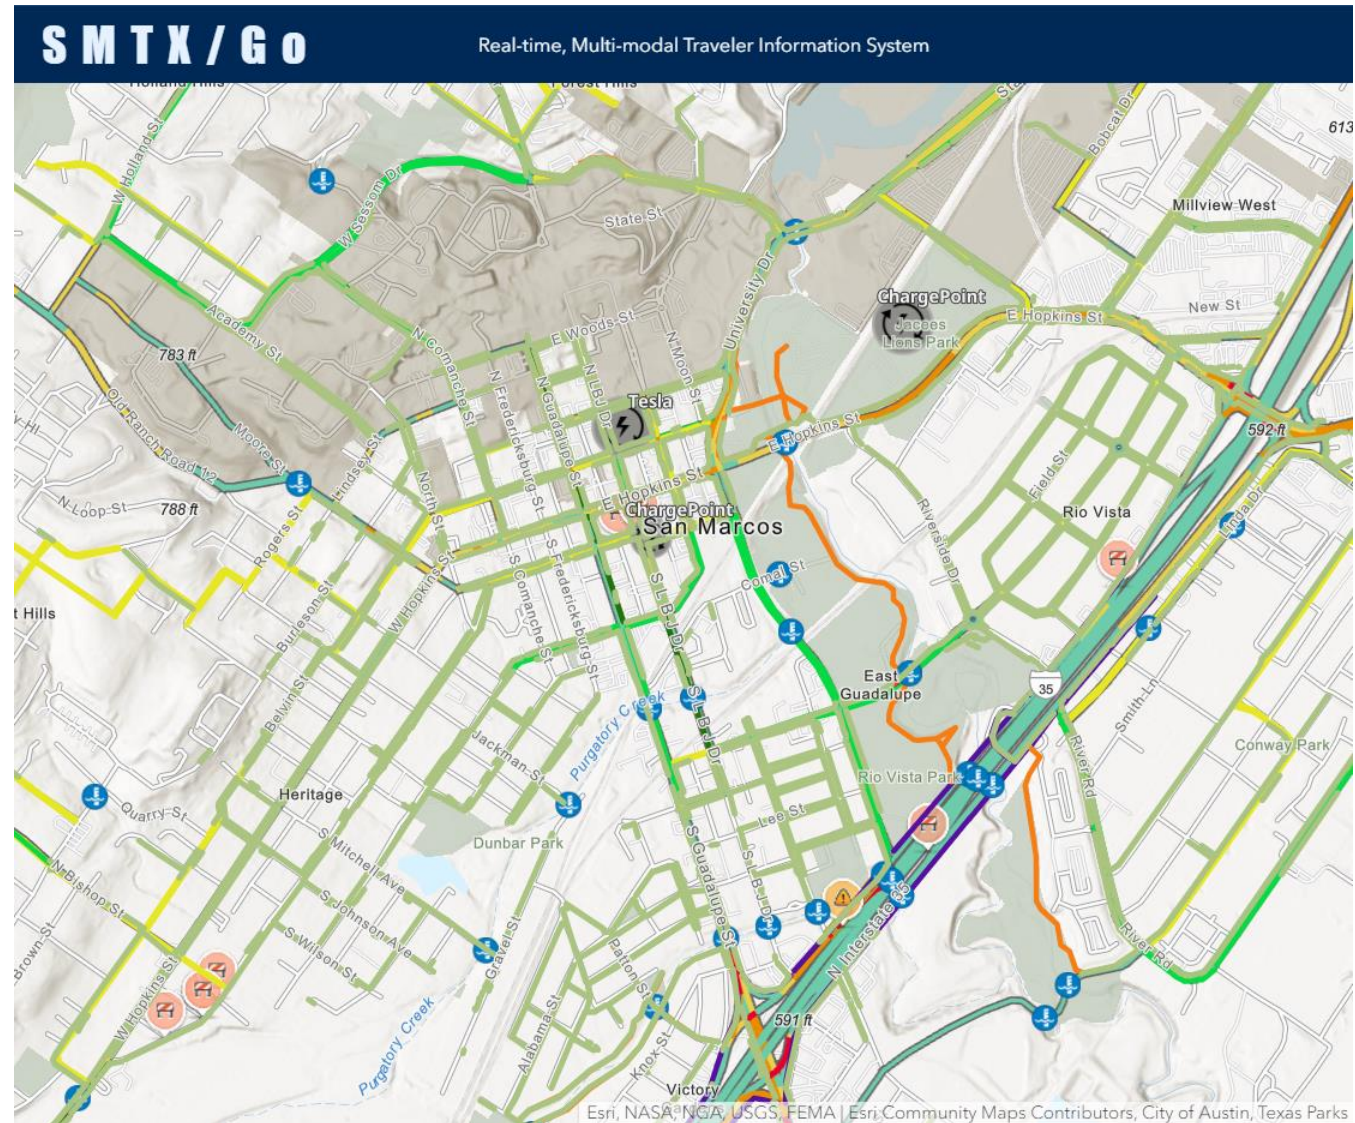 SMTX/Go
Real-time, Multi-modal Traveler Information System
Holland Hills
Forest Hills
Bobcat Dr
613
W Holland St
W Sessom Dr
State St
Millview West
University Dr
ChargePoint
Jaycees
Lions Park
E Hopkins St
New St
Academy St
783 ft
E Woods St
N Moon St
N Comanche St
N Fredericksburg St
N Guadalupe St
N LBJ Dr
Tesla
Old Ranch Road 12
Moore St
Lindsey St
E Hopkins St
592 ft
N Loop St
788 ft
North St
E Hopkins St
ChargePoint
San Marcos
Field St
Rio Vista
Linda Dr
Rogers St
Riverside Dr
t Hills
Burleson St
W Hopkins St
S Comanche St
S Fredericksburg St
S L B J Dr
Comal St
East
Guadalupe
35
Smith Ln
Belvin St
Purgatory Creek
S L B J Dr
Jackman St
River Rd
Conway Park
Rio Vista Park
Heritage
Quarry St
Dunbar Park
Lee St
S Mitchell Ave
S Guadalupe St
S L B J Dr
N Bishop St
S Johnson Ave
N Interstate 35
Brown St
S Wilson St
Gravel St
Patton St
River Rd
W Hopkins St
Alabama St
591 ft
Purgatory Creek
Knox St
Victory
Esri, NASA, NGA, USGS, FEMA | Esri Community Maps Contributors, City of Austin, Texas Parks